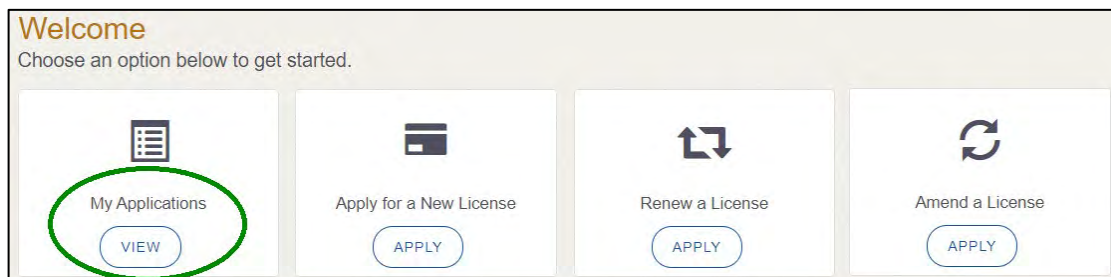 Welcome
Choose an option below to get started.
My Applications
Apply for a New License
Renew a License
Amend a License
VIEW
APPLY
APPLY
APPLY